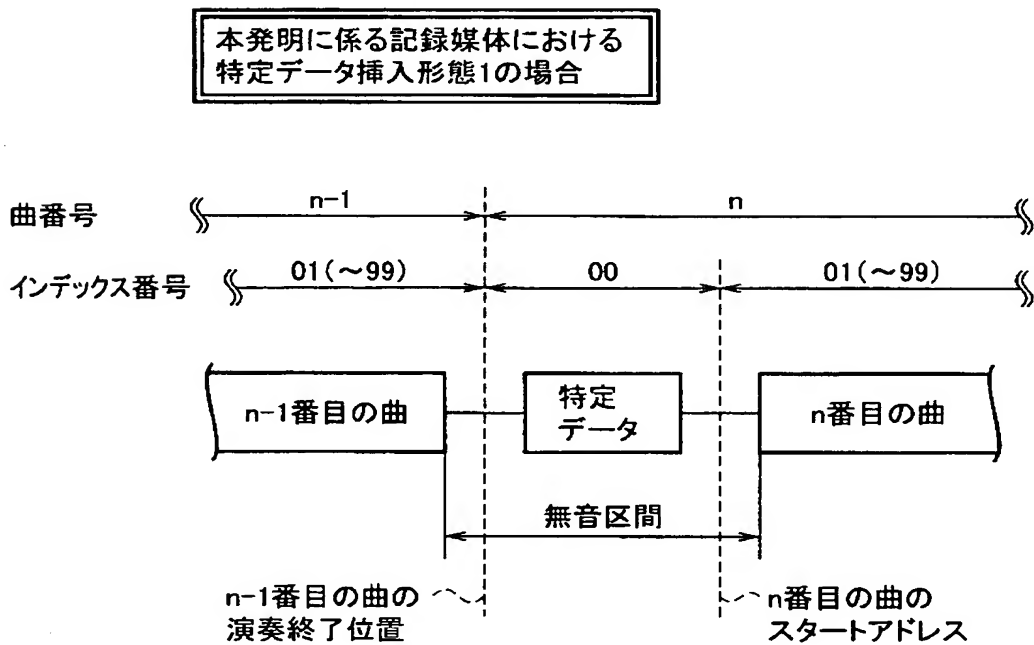 本発明に係る記録媒体における
特定データ挿入形態1の場合
曲番号
n-1
n
インデックス番号
01(～99)
00
01(～99)
n-1番目の曲
特定
データ
n番目の曲
無音区間
n-1番目の曲の
演奏終了位置
n番目の曲の
スタートアドレス